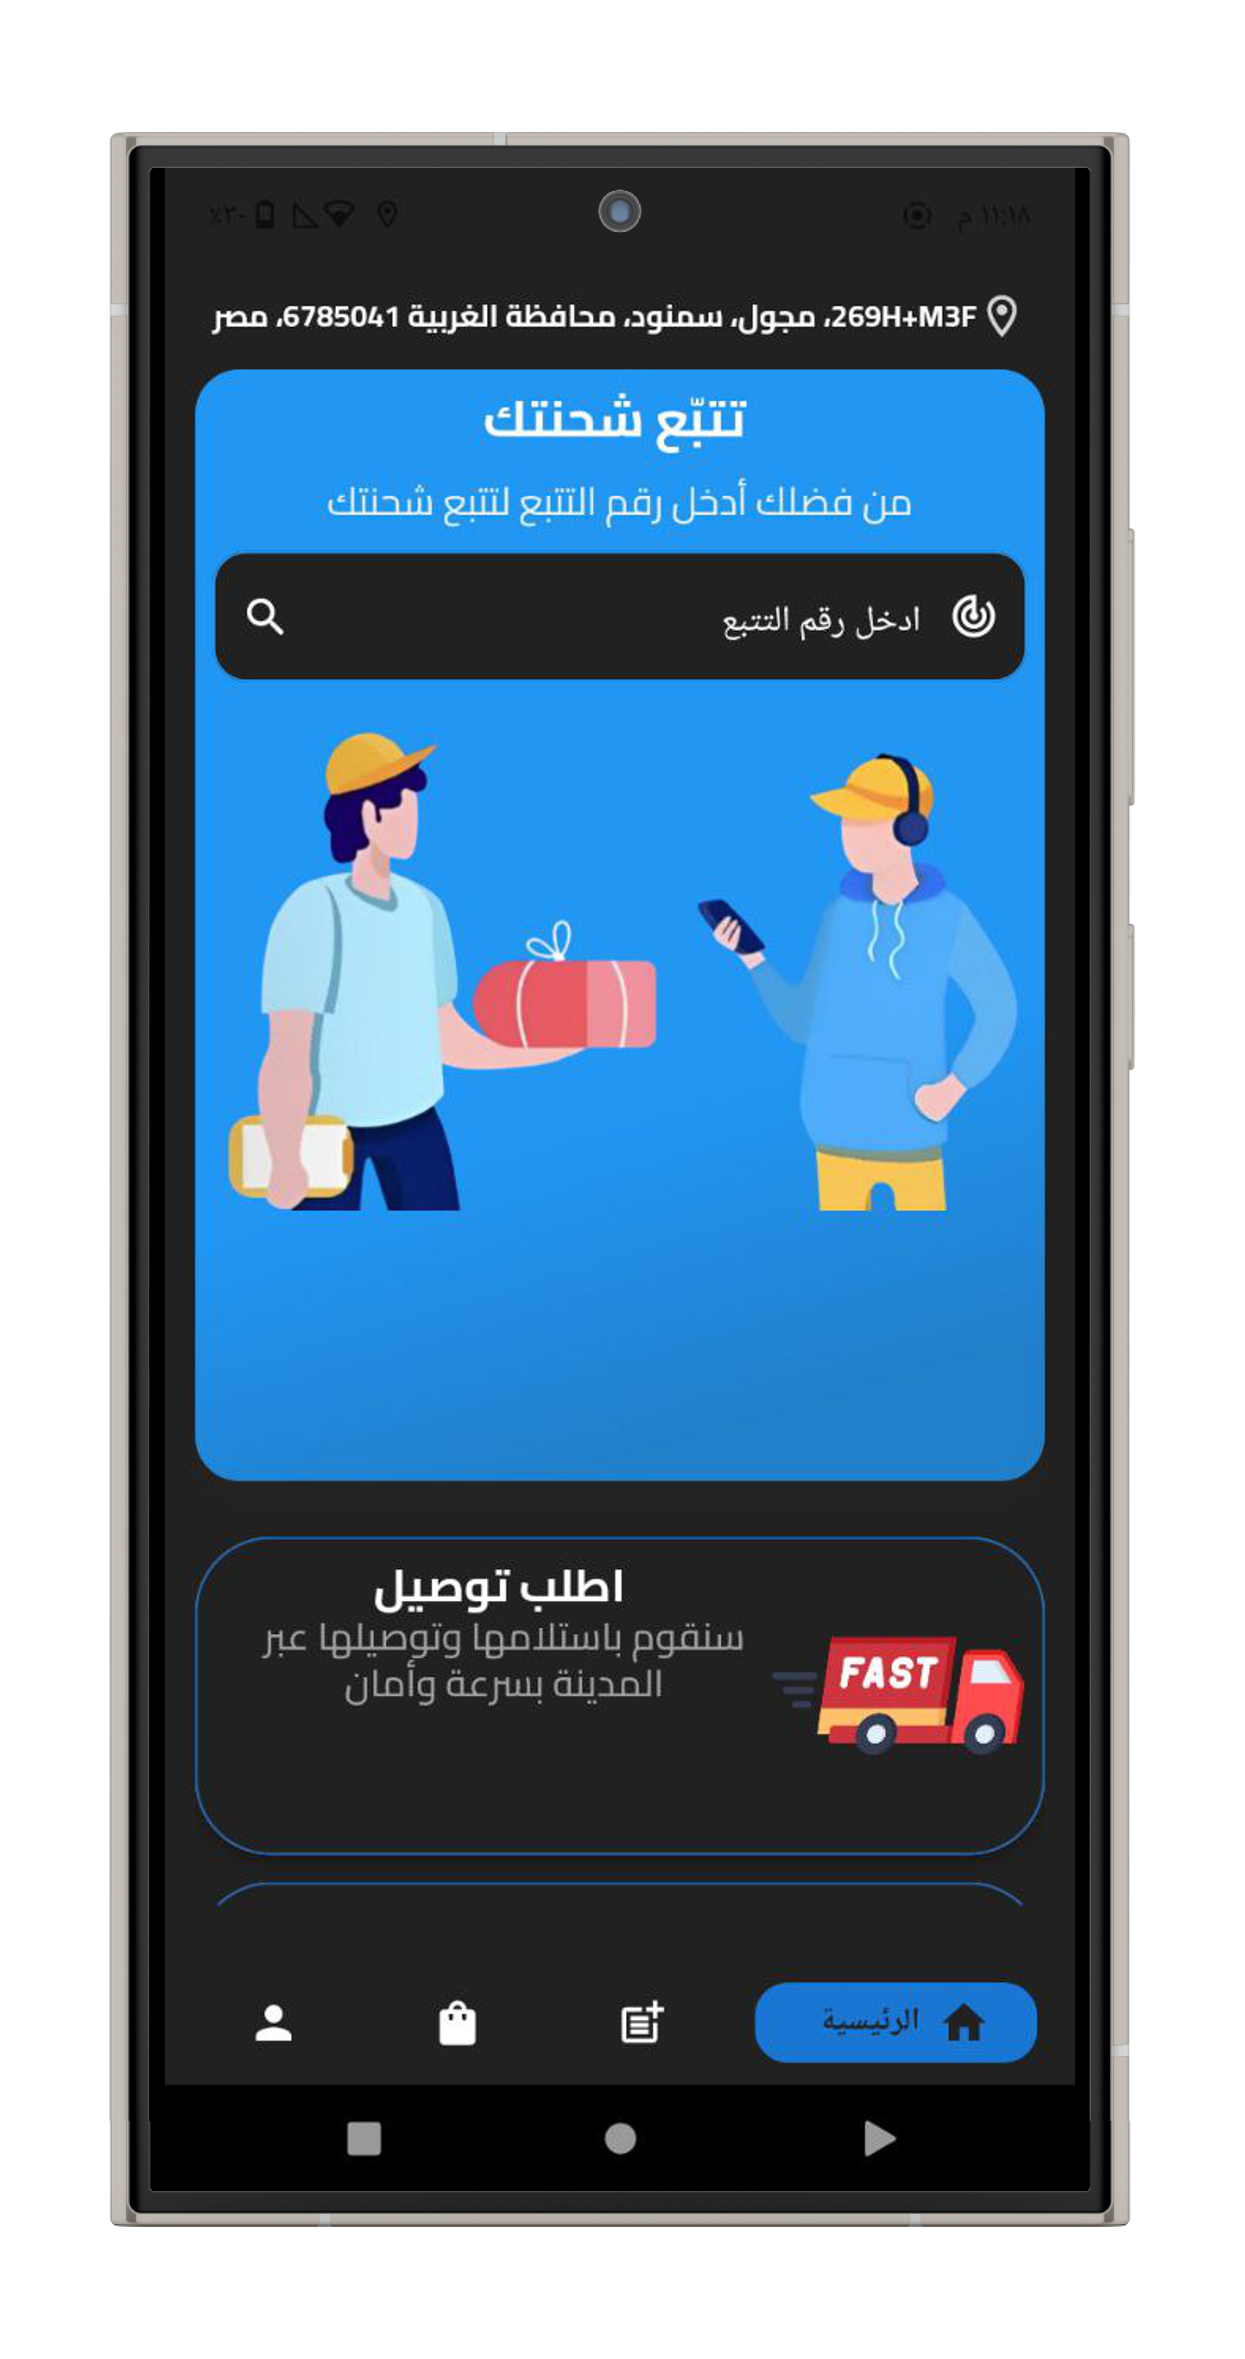 ١١:١٨ م ٣٠٪
269H+M3F، مجول، سمنود، محافظة الغربية 6785041، مصر
تتبّع شحنتك
من فضلك أدخل رقم التتبع لتتبع شحنتك
ادخل رقم التتبع
اطلب توصيل
سنقوم باستلامها وتوصيلها عبر
المدينة بسرعة وأمان
FAST
الرئيسية